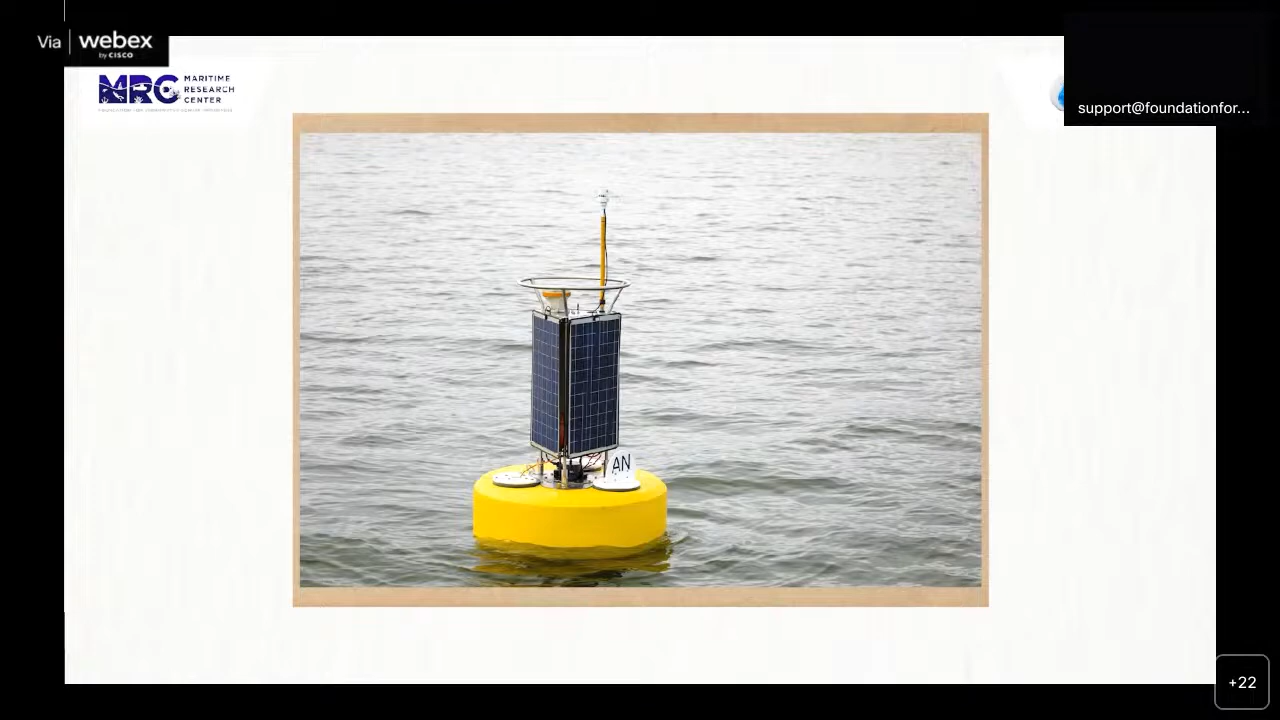 Via webex
by CISCO
MRC MARITIME
RESEARCH
CENTER
support@foundationfor...
AN
+22